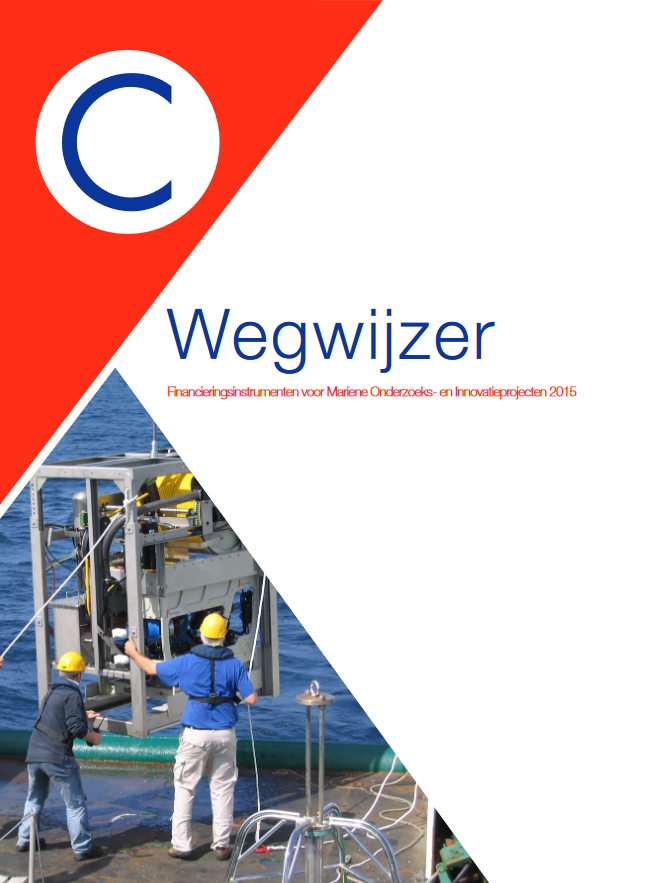 C
Wegwijzer
Financieringsinstrumenten voor Mariene Onderzoeks- en Innovatieprojecten 2015